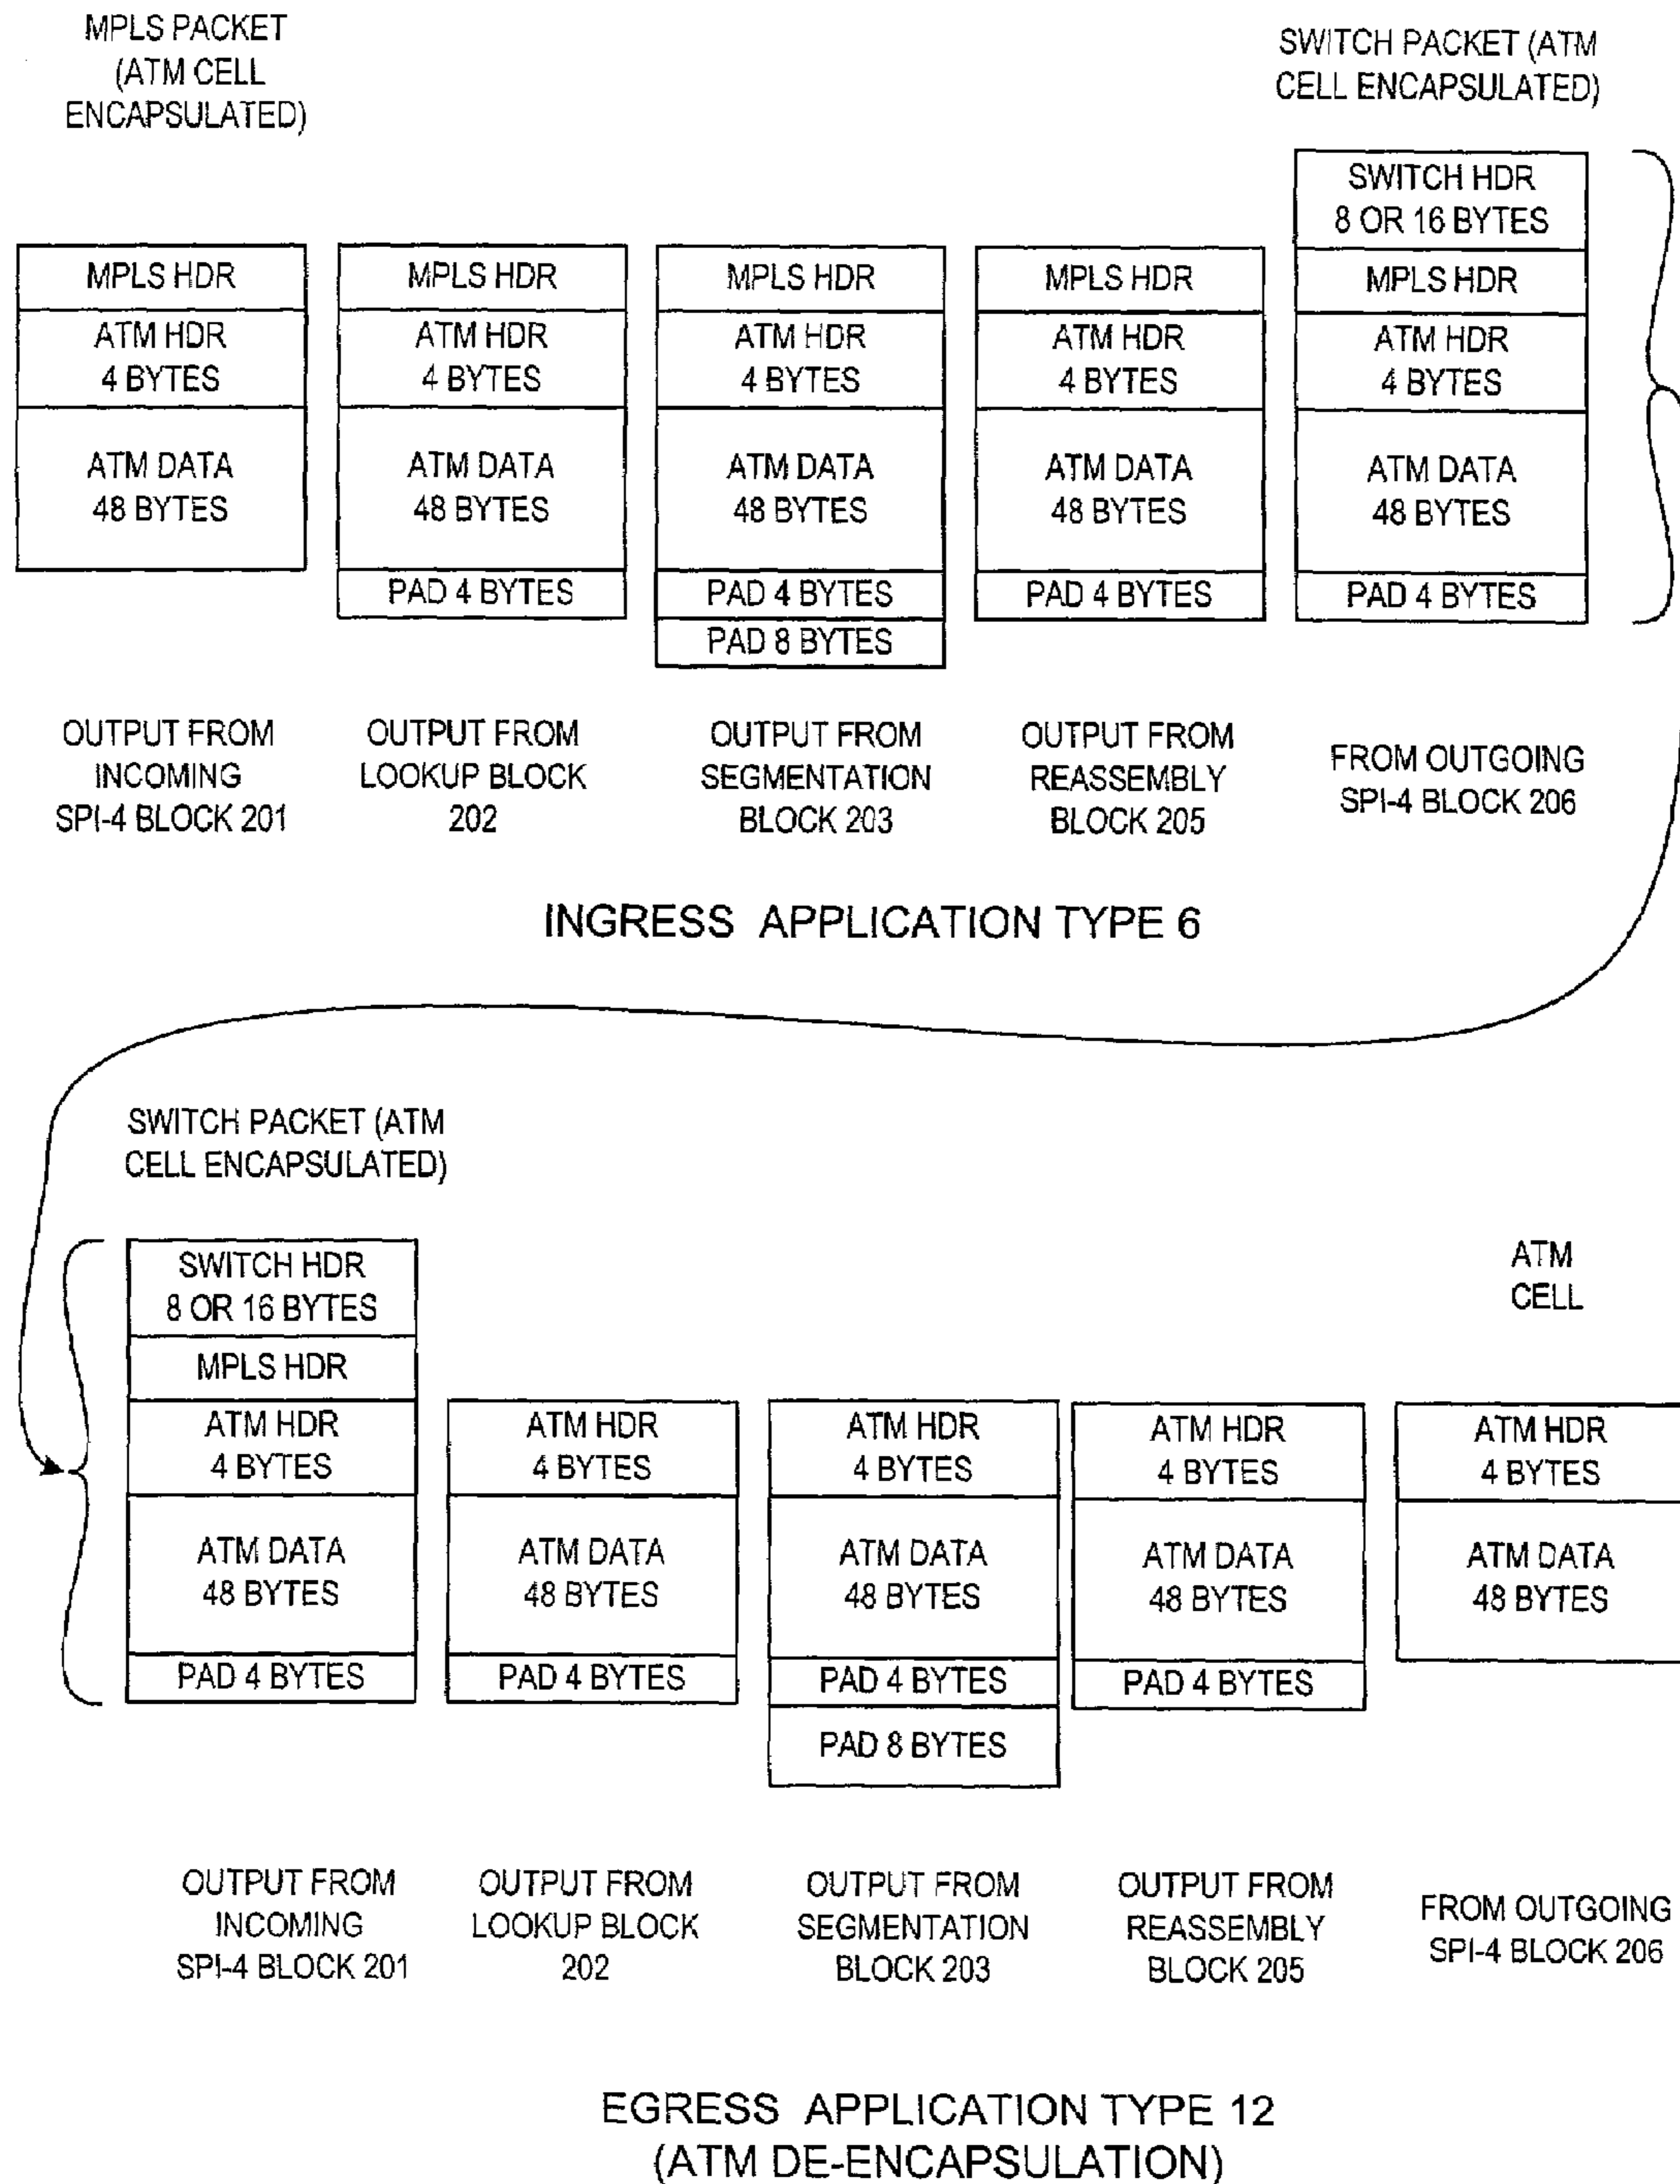 MPLS PACKET
(ATM CELL
ENCAPSULATED)
SWITCH PACKET (ATM
CELL ENCAPSULATED)
MPLS HDR
ATM HDR
4 BYTES
ATM DATA
48 BYTES
MPLS HDR
ATM HDR
4 BYTES
ATM DATA
48 BYTES
PAD 4 BYTES
MPLS HDR
ATM HDR
4 BYTES
ATM DATA
48 BYTES
PAD 4 BYTES
PAD 8 BYTES
MPLS HDR
ATM HDR
4 BYTES
ATM DATA
48 BYTES
PAD 4 BYTES
SWITCH HDR
8 OR 16 BYTES
MPLS HDR
ATM HDR
4 BYTES
ATM DATA
48 BYTES
PAD 4 BYTES
OUTPUT FROM
INCOMING
SPI-4 BLOCK 201
OUTPUT FROM
LOOKUP BLOCK
202
OUTPUT FROM
SEGMENTATION
BLOCK 203
OUTPUT FROM
REASSEMBLY
BLOCK 205
FROM OUTGOING
SPI-4 BLOCK 206
INGRESS APPLICATION TYPE 6
SWITCH PACKET (ATM
CELL ENCAPSULATED)
ATM
CELL
SWITCH HDR
8 OR 16 BYTES
MPLS HDR
ATM HDR
4 BYTES
ATM DATA
48 BYTES
PAD 4 BYTES
ATM HDR
4 BYTES
ATM DATA
48 BYTES
PAD 4 BYTES
ATM HDR
4 BYTES
ATM DATA
48 BYTES
PAD 4 BYTES
PAD 8 BYTES
ATM HDR
4 BYTES
ATM DATA
48 BYTES
PAD 4 BYTES
ATM HDR
4 BYTES
ATM DATA
48 BYTES
OUTPUT FROM
INCOMING
SPI-4 BLOCK 201
OUTPUT FROM
LOOKUP BLOCK
202
OUTPUT FROM
SEGMENTATION
BLOCK 203
OUTPUT FROM
REASSEMBLY
BLOCK 205
FROM OUTGOING
SPI-4 BLOCK 206
EGRESS APPLICATION TYPE 12
(ATM DE-ENCAPSULATION)